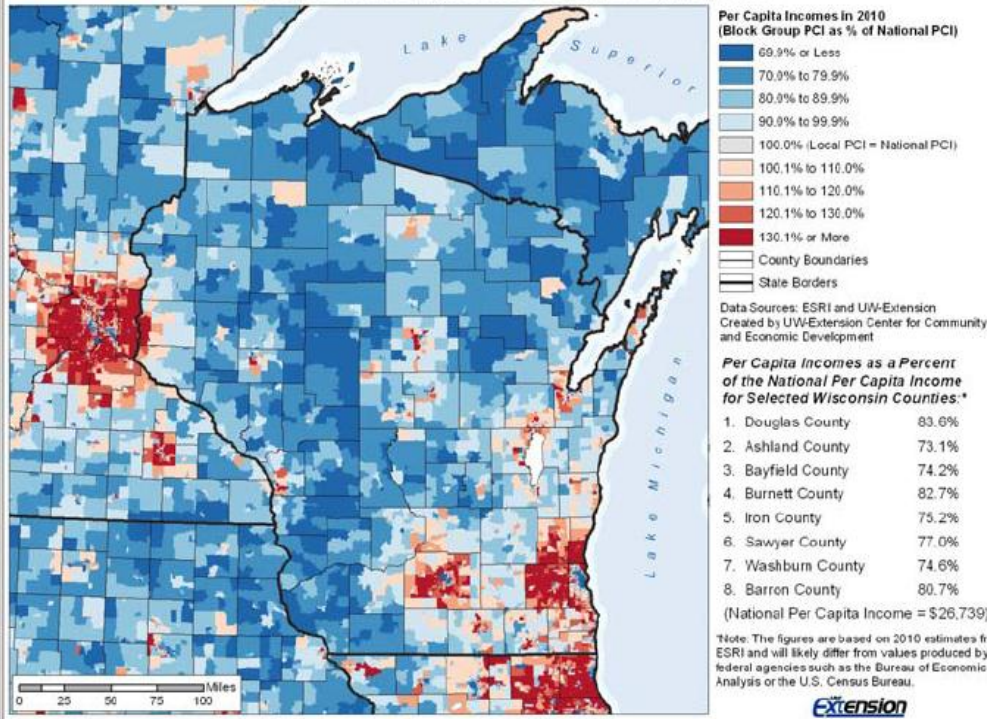 Lake
Superior
Lake Michigan
Miles
0 25 50 100
Per Capita Incomes in 2010
(Block Group PCI as % of National PCI)
69.9% or Less
70.0% to 79.9%
80.0% to 89.9%
90.0% to 99.9%
100.0% (Local PCI = National PCI)
100.1% to 110.0%
110.1% to 120.0%
120.1% to 130.0%
130.1% or More
County Boundaries
State Borders
Data Sources: ESRI and UW-Extension
Created by UW-Extension Center for Community
and Economic Development
Per Capita Incomes as a Percent
of the National Per Capita Income
for Selected Wisconsin Counties:*
1. Douglas County 83.6%
2. Ashland County 73.1%
3. Bayfield County 74.2%
4. Burnett County 82.7%
5. Iron County 75.2%
6. Sawyer County 77.0%
7. Washburn County 74.6%
8. Barron County 80.7%
(National Per Capita Income = $26,739)
*Note: The figures are based on 2010 estimates fr
ESRI and will likely differ from values produced by
federal agencies such as the Bureau of Economic
Analysis or the U.S. Census Bureau.
Extension